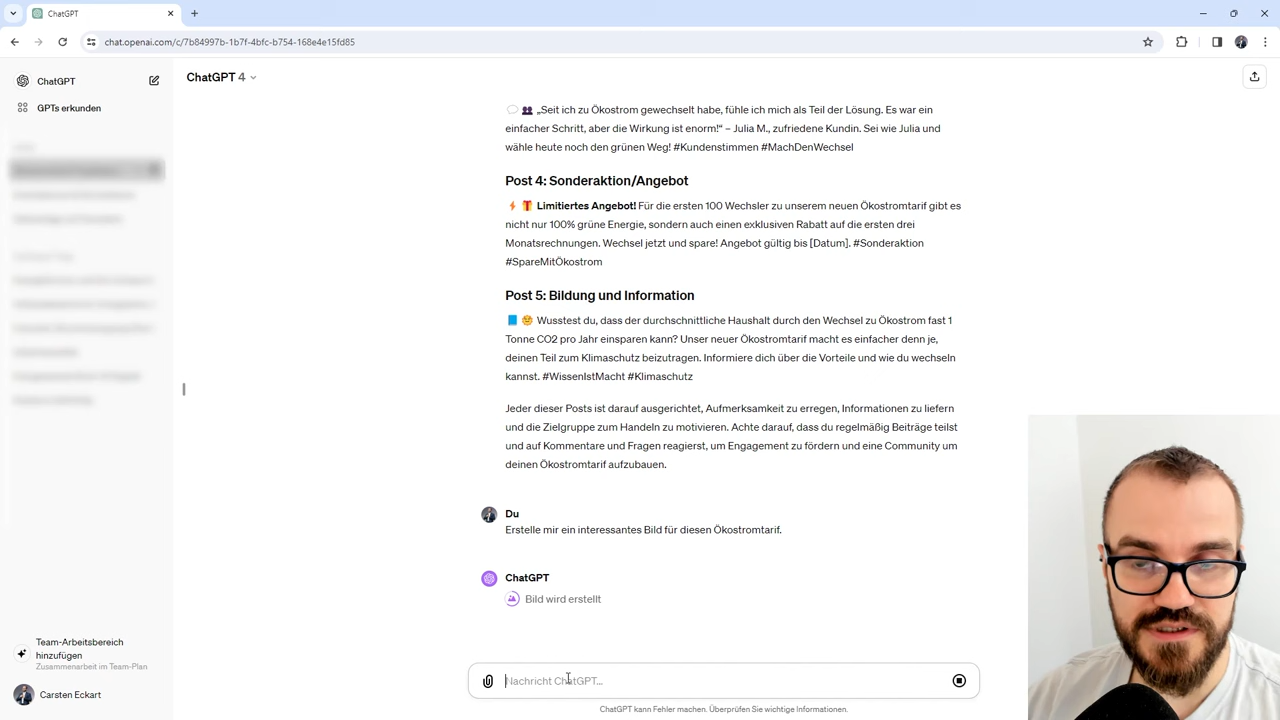 ChatGPT
chat.openai.com/c/7b84997b-1b7f-4bfc-b754-168e4e15fd85
ChatGPT
GPTs erkunden
ChatGPT 4
„Seit ich zu Ökostrom gewechselt habe, fühle ich mich als Teil der Lösung. Es war ein
einfacher Schritt, aber die Wirkung ist enorm!“ – Julia M., zufriedene Kundin. Sei wie Julia und
wähle heute noch den grünen Weg! #Kundenstimmen #MachDenWechsel
Post 4: Sonderaktion/Angebot
Limitiertes Angebot! Für die ersten 100 Wechsler zu unserem neuen Ökostromtarif gibt es
nicht nur 100% grüne Energie, sondern auch einen exklusiven Rabatt auf die ersten drei
Monatsrechnungen. Wechsel jetzt und spare! Angebot gültig bis [Datum]. #Sonderaktion
#SpareMitÖkostrom
Post 5: Bildung und Information
Wusstest du, dass der durchschnittliche Haushalt durch den Wechsel zu Ökostrom fast 1
Tonne CO2 pro Jahr einsparen kann? Unser neuer Ökostromtarif macht es einfacher denn je,
deinen Teil zum Klimaschutz beizutragen. Informiere dich über die Vorteile und wie du wechseln
kannst. #WissenIstMacht #Klimaschutz
Jeder dieser Posts ist darauf ausgerichtet, Aufmerksamkeit zu erregen, Informationen zu liefern
und die Zielgruppe zum Handeln zu motivieren. Achte darauf, dass du regelmäßig Beiträge teilst
und auf Kommentare und Fragen reagierst, um Engagement zu fördern und eine Community um
deinen Ökostromtarif aufzubauen.
Du
Erstelle mir ein interessantes Bild für diesen Ökostromtarif.
ChatGPT
Bild wird erstellt
Team-Arbeitsbereich
hinzufügen
Zusammenarbeit im Team-Plan
Carsten Eckart
Nachricht ChatGPT...
ChatGPT kann Fehler machen. Überprüfen Sie wichtige Informationen.